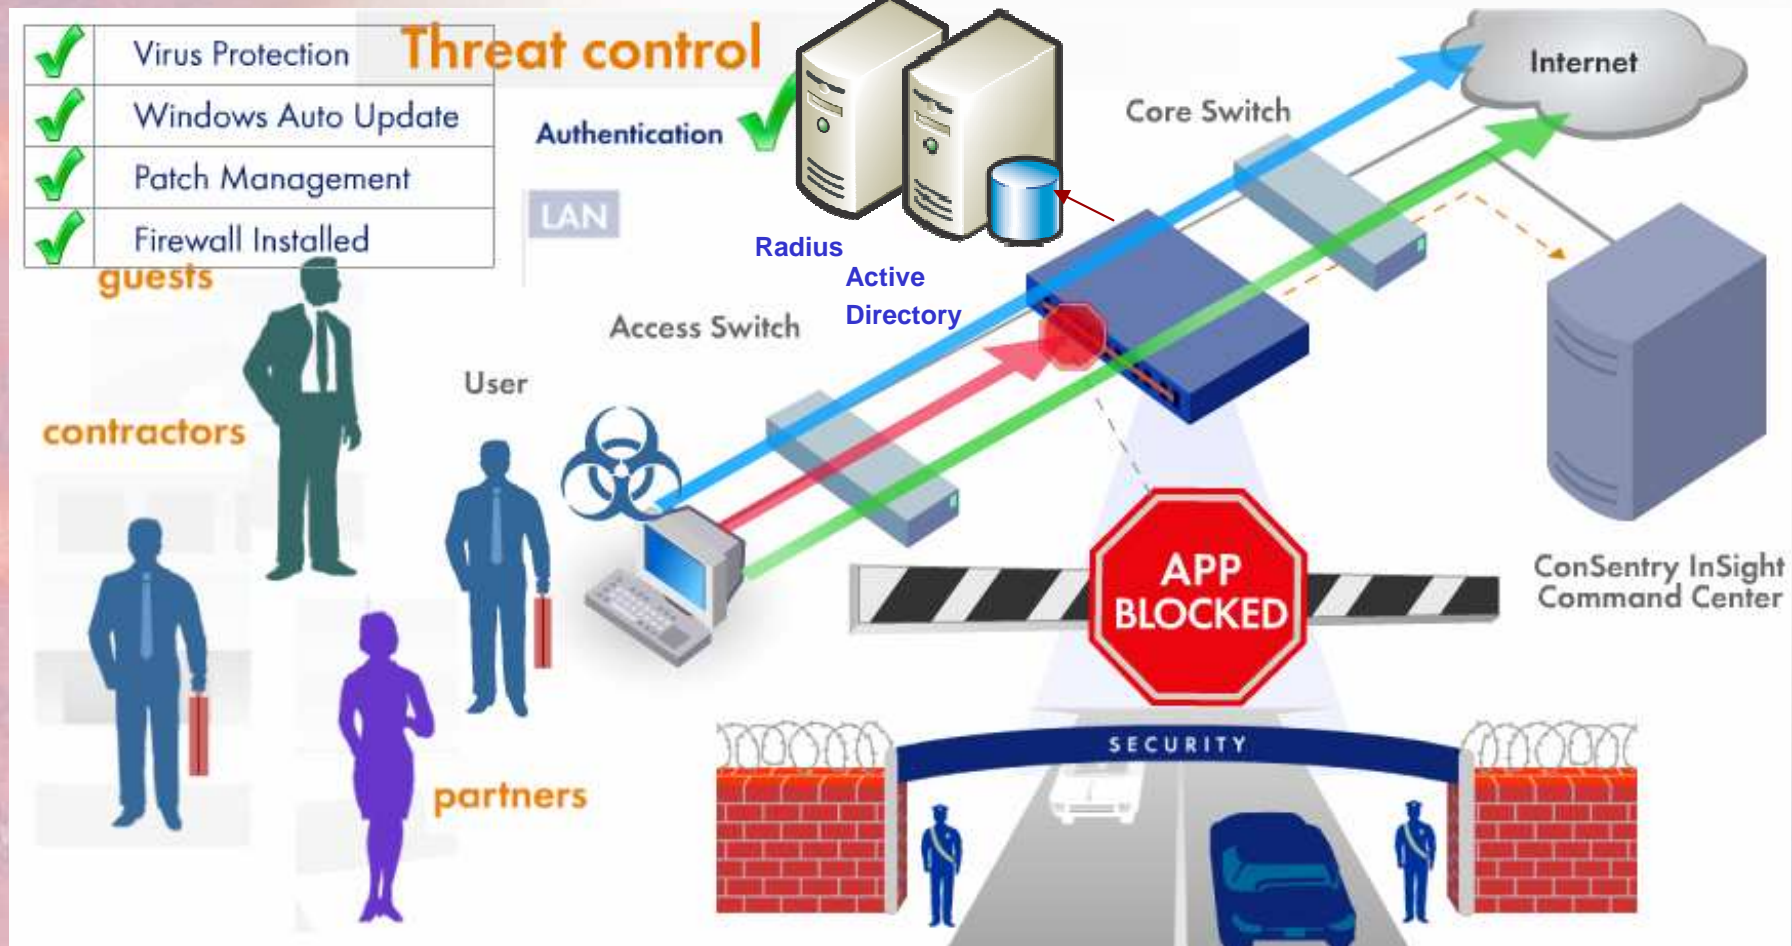 Threat control
Virus Protection
Windows Auto Update
Patch Management
Firewall Installed
Authentication
LAN
Radius
Active
Directory
Core Switch
Internet
guests
Access Switch
User
contractors
partners
APP
BLOCKED
ConSentry InSight
Command Center
SECURITY